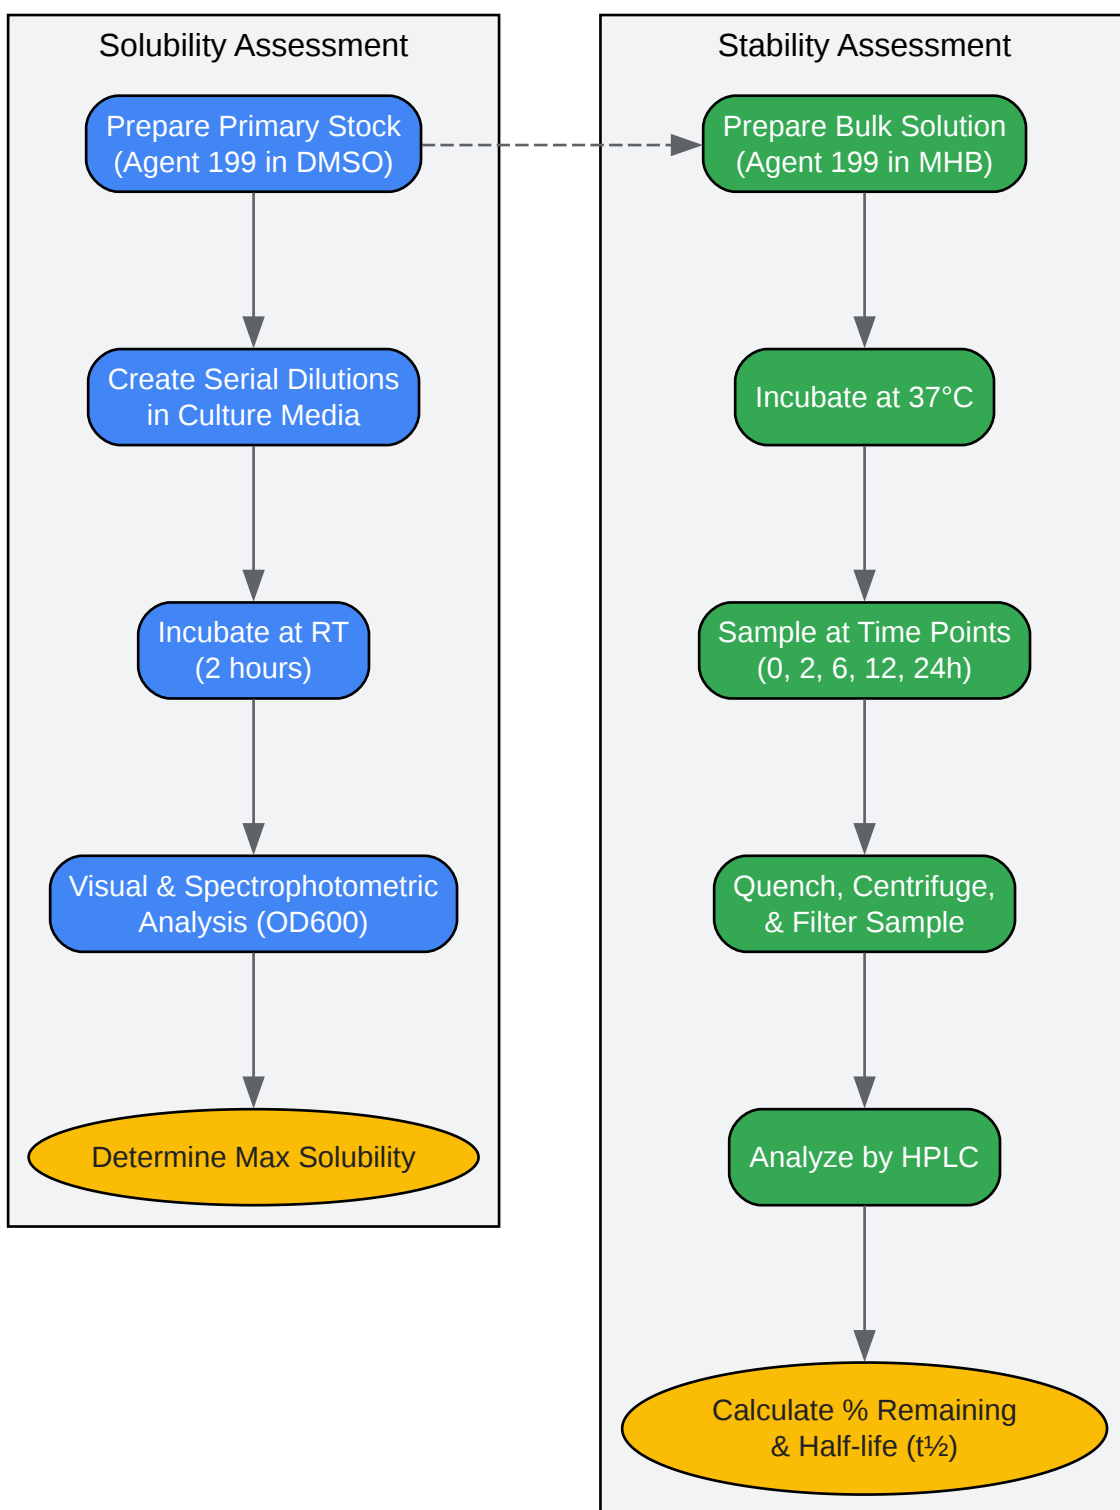 Solubility Assessment
Prepare Primary Stock
(Agent 199 in DMSO)
Create Serial Dilutions
in Culture Media
Incubate at RT
(2 hours)
Visual & Spectrophotometric
Analysis (OD600)
Determine Max Solubility
Stability Assessment
Prepare Bulk Solution
(Agent 199 in MHB)
Incubate at 37°C
Sample at Time Points
(0, 2, 6, 12, 24h)
Quench, Centrifuge,
& Filter Sample
Analyze by HPLC
Calculate % Remaining
& Half-life (t½)